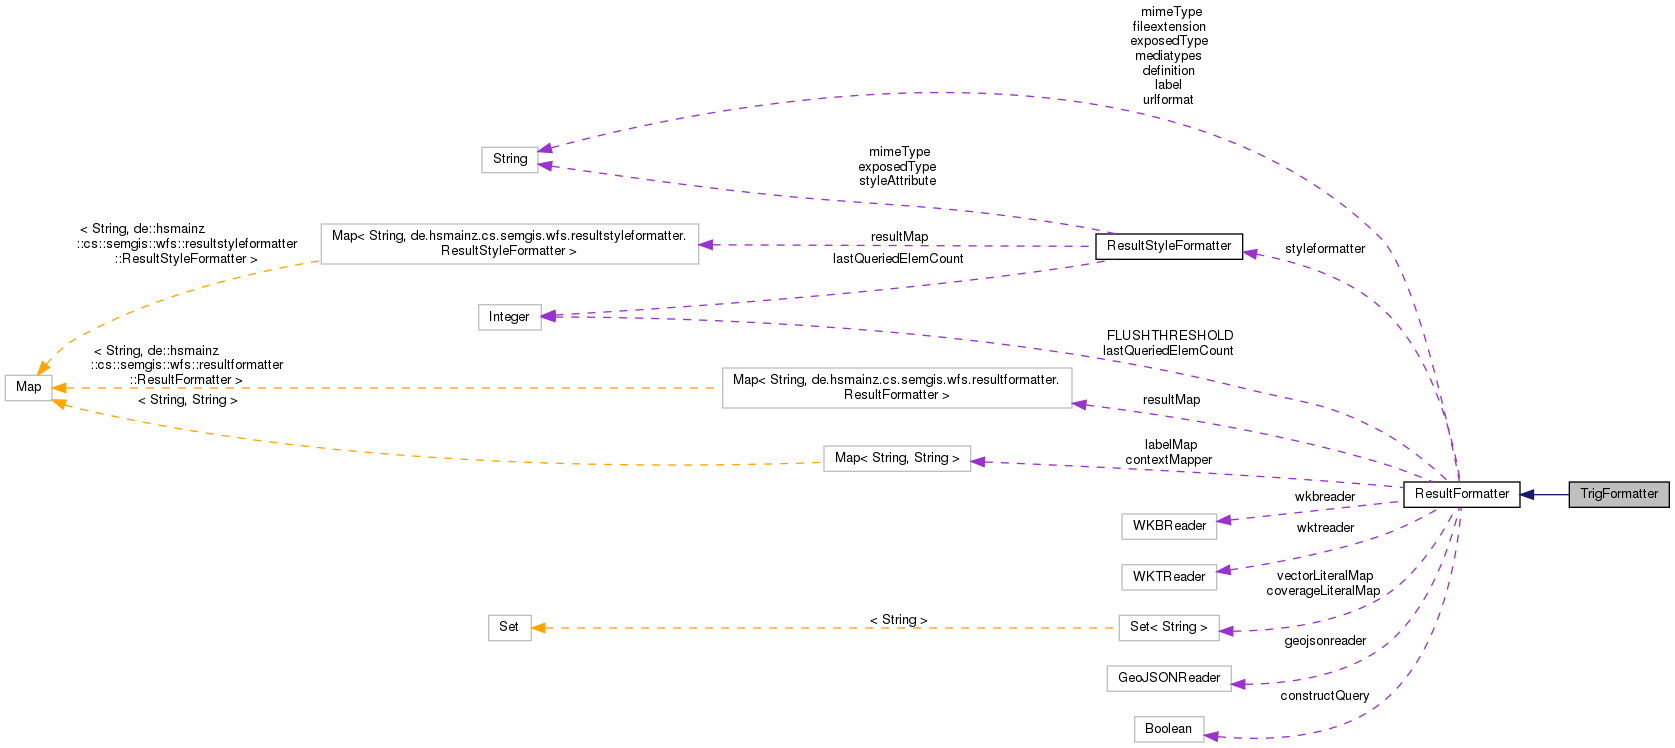 mimeType
fileextension
exposedType
mediatypes
definition
label
urlformat
String
mimeType
exposedType
styleAttribute
< String, de::hsmainz
::cs::semgis::wfs::resultstyleformatter
::ResultStyleFormatter >
Map< String, de.hsmainz.cs.semgis.wfs.resultstyleformatter.
ResultStyleFormatter >
resultMap
ResultStyleFormatter
styleformatter
lastQueriedElemCount
Integer
FLUSHTHRESHOLD
lastQueriedElemCount
< String, de::hsmainz
::cs::semgis::wfs::resultformatter
::ResultFormatter >
Map
Map< String, de.hsmainz.cs.semgis.wfs.resultformatter.
ResultFormatter >
resultMap
< String, String >
Map< String, String >
labelMap
contextMapper
ResultFormatter
TrigFormatter
wkbreader
WKBReader
wktreader
WKTReader
vectorLiteralMap
coverageLiteralMap
Set
< String >
Set< String >
geojsonreader
GeoJSONReader
constructQuery
Boolean